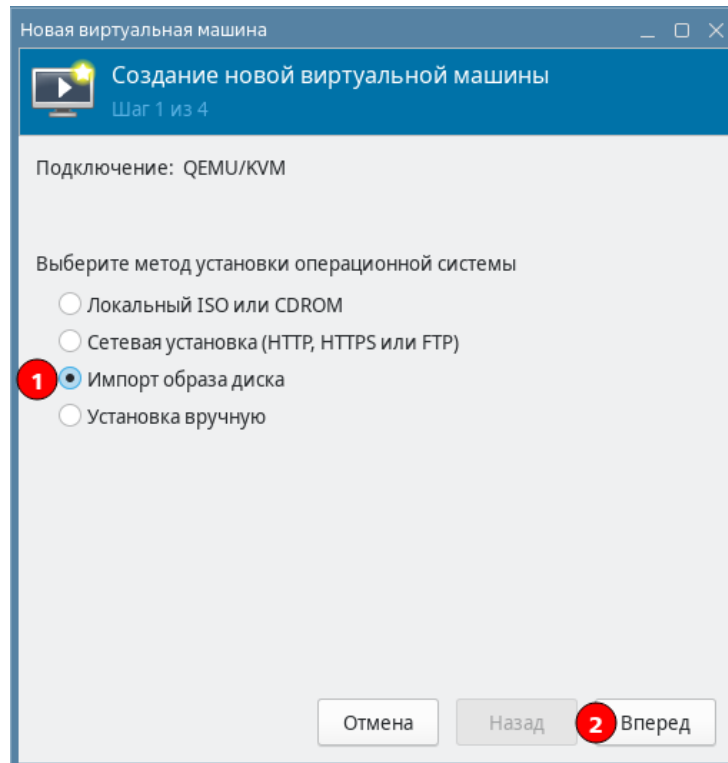 Новая виртуальная машина
Создание новой виртуальной машины
Шаг 1 из 4
Подключение: QEMU/KVM
Выберите метод установки операционной системы
Локальный ISO или CDROM
Сетевая установка (HTTP, HTTPS или FTP)
1 Импорт образа диска
Установка вручную
Отмена Назад 2 Вперед